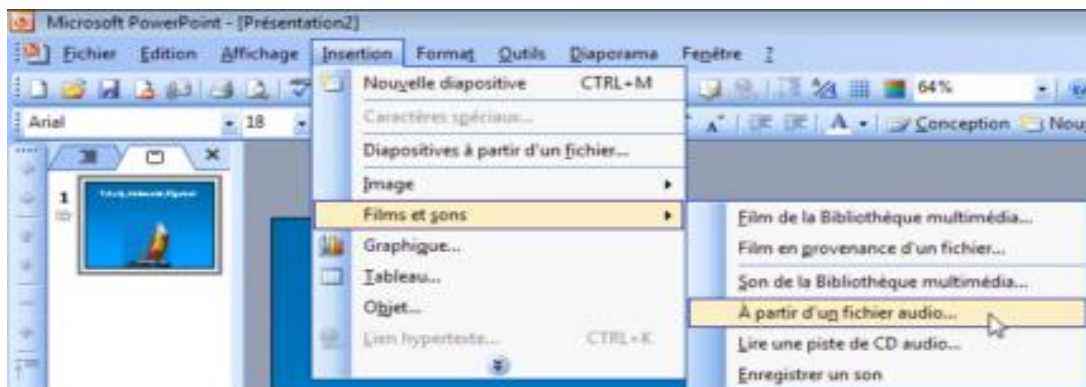 Microsoft PowerPoint - [Présentation2]
Fichier Edition Affichage Insertion Format Outils Diaporama Fenêtre ?
64%
Arial 18 A Conception Nou
Nouvelle diapositive CTRL+M
Caractères spéciaux...
Diapositives à partir d'un fichier...
Image
Films et sons
Graphique...
Tableau...
Objet...
Lien hypertexte... CTRL+K
1
Film de la Bibliothèque multimédia...
Film en provenance d'un fichier...
Son de la Bibliothèque multimédia...
À partir d'un fichier audio...
Lire une piste de CD audio...
Enregistrer un son